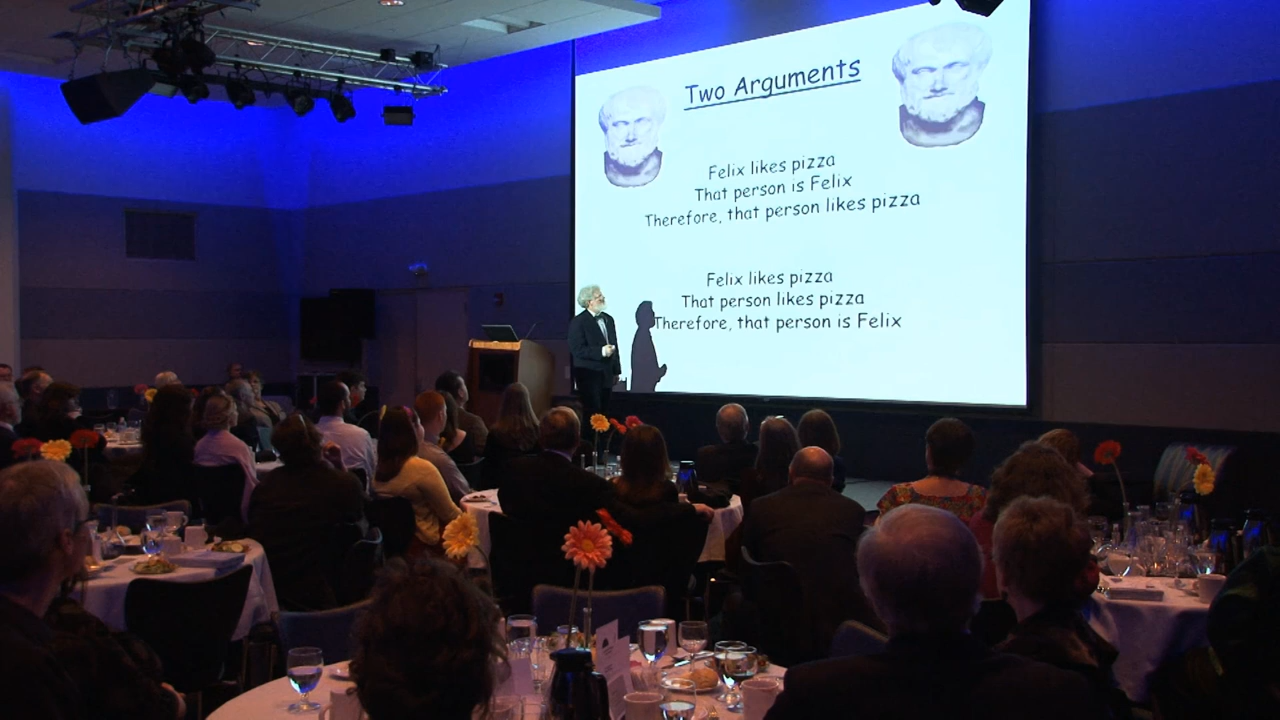 Two Arguments
Felix likes pizza
That person is Felix
Therefore, that person likes pizza
Felix likes pizza
That person likes pizza
Therefore, that person is Felix